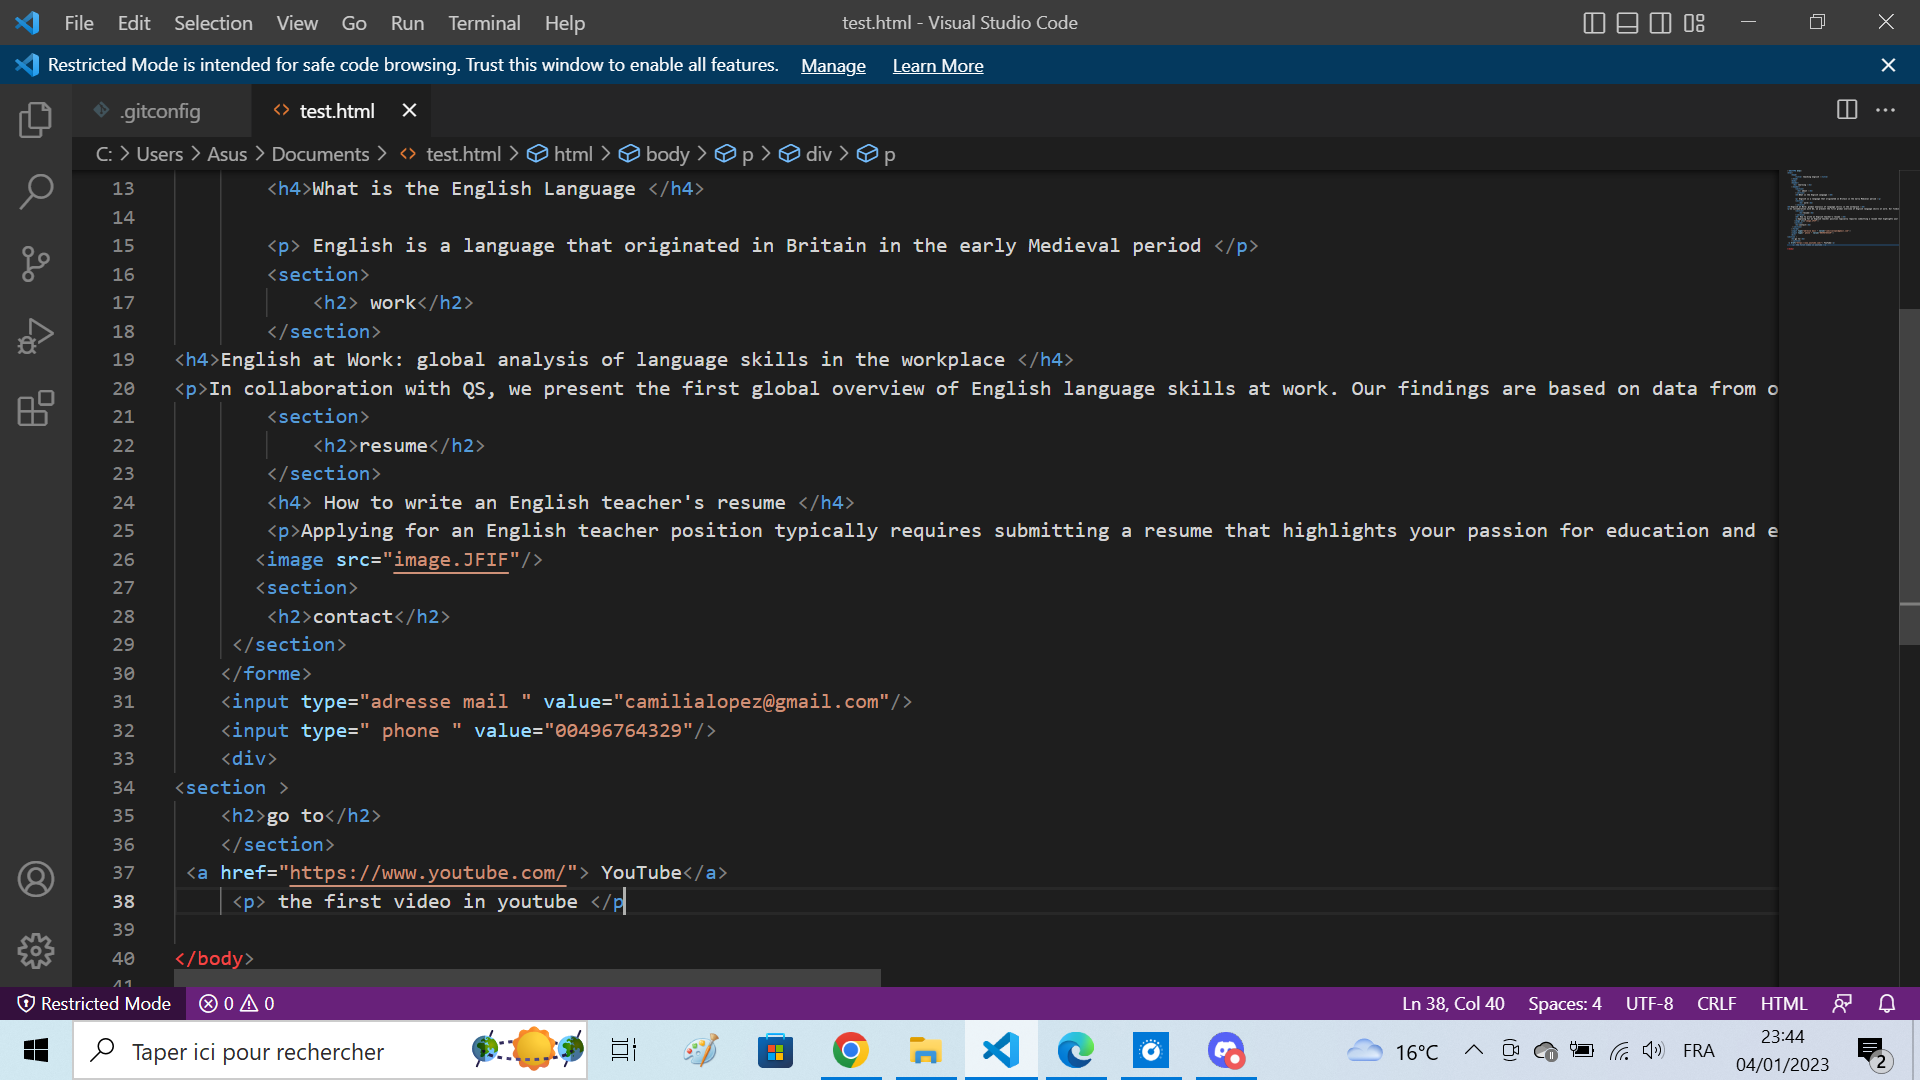 File Edit Selection View Go Run Terminal Help test.html - Visual Studio Code
Restricted Mode is intended for safe code browsing. Trust this window to enable all features. Manage Learn More
.gitconfig <> test.html
C: > Users > Asus > Documents > <> test.html > html > body > p > div > p
13 <h4>What is the English Language </h4>
14
15 <p> English is a language that originated in Britain in the early Medieval period </p>
16 <section>
17 <h2> work</h2>
18 </section>
19 <h4>English at Work: global analysis of language skills in the workplace </h4>
20 <p>In collaboration with QS, we present the first global overview of English language skills at work. Our findings are based on data from o
21 <section>
22 <h2>resume</h2>
23 </section>
24 <h4> How to write an English teacher's resume </h4>
25 <p>Applying for an English teacher position typically requires submitting a resume that highlights your passion for education and e
26 <image src="image.JFIF"/>
27 <section>
28 <h2>contact</h2>
29 </section>
30 </forme>
31 <input type="adresse mail " value="camilialopez@gmail.com"/>
32 <input type=" phone " value="00496764329"/>
33 <div>
34 <section >
35 <h2>go to</h2>
36 </section>
37 <a href="https://www.youtube.com/"> YouTube</a>
38 <p> the first video in youtube </p
39
40 </body>
41
Restricted Mode 0 0 Ln 38, Col 40 Spaces: 4 UTF-8 CRLF HTML
Taper ici pour rechercher 16°C FRA 23:44
04/01/2023 2